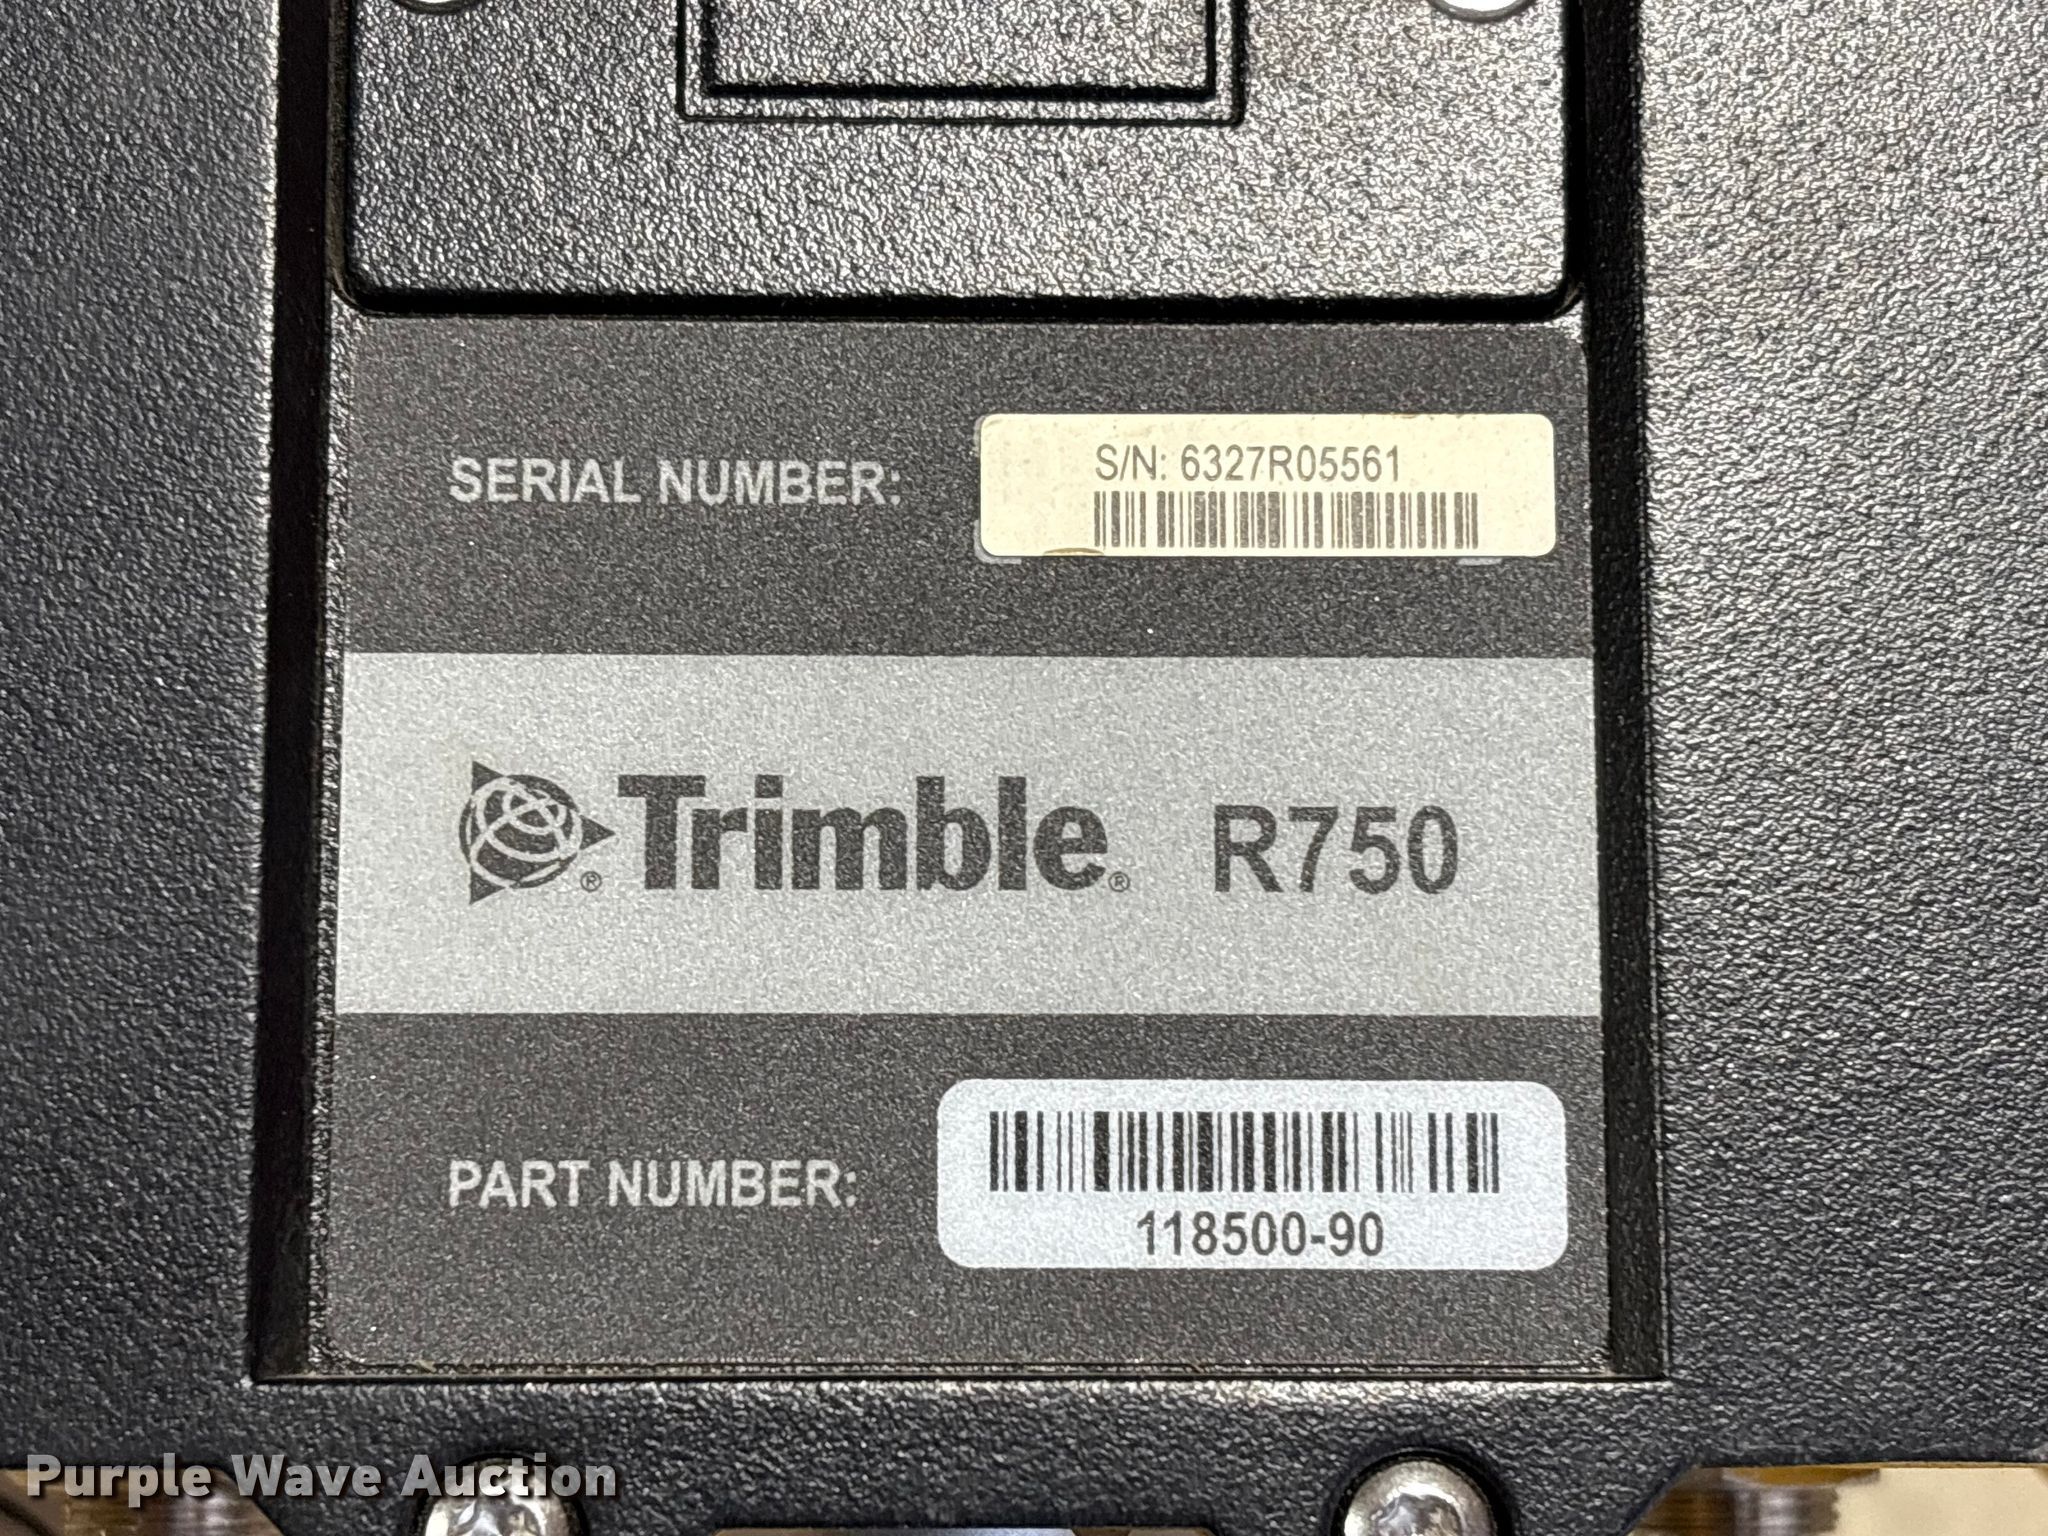 SERIAL NUMBER:
S/N: 6327R05561
Trimble® R750
PART NUMBER:
118500-90
Purple Wave Auction